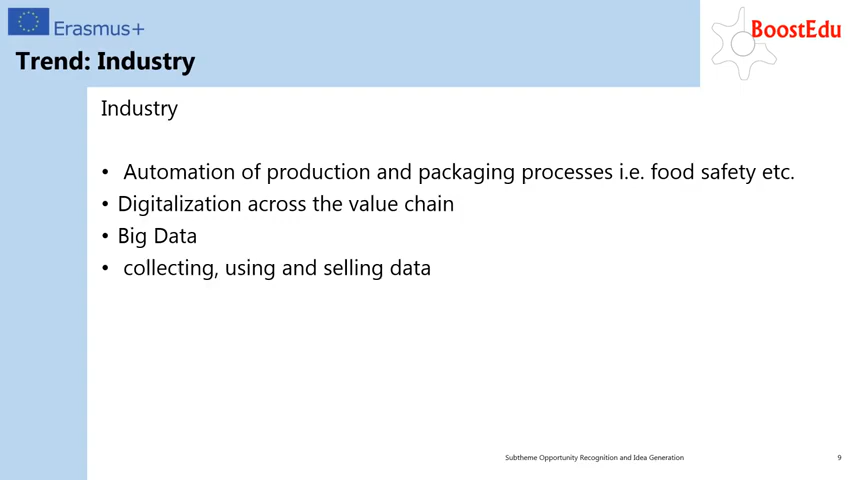 Erasmus+
BoostEdu
Trend: Industry
Industry
• Automation of production and packaging processes i.e. food safety etc.
• Digitalization across the value chain
• Big Data
• collecting, using and selling data
Subtheme Opportunity Recognition and Idea Generation
9